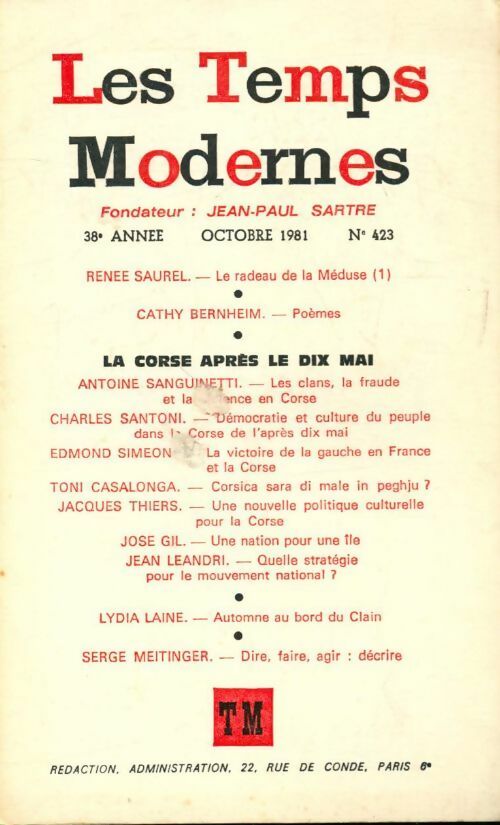 Les Temps
Modernes
Fondateur : JEAN-PAUL SARTRE
38e ANNEE OCTOBRE 1981 No 423
RENEE SAUREL. — Le radeau de la Méduse (1)
●
CATHY BERNHEIM. — Poèmes
●
LA CORSE APRÈS LE DIX MAI
ANTOINE SANGUINETTI. — Les clans, la fraude
et la en Corse
CHARLES SANTONI. — Démocratie et culture du peuple
dans Corse de l'après dix mai
EDMOND SIMEON La victoire de la gauche en France
et la Corse
TONI CASALONGA. — Corsica sara di male in peghju ?
JACQUES THIERS. — Une nouvelle politique culturelle
pour la Corse
JOSE GIL. — Une nation pour une île
JEAN LEANDRI. — Quelle stratégie
pour le mouvement national ?
●
LYDIA LAINE. — Automne au bord du Clain
●
SERGE MEITINGER. — Dire, faire, agir : décrire
TM
REDACTION, ADMINISTRATION, 22, RUE DE CONDE, PARIS 6e